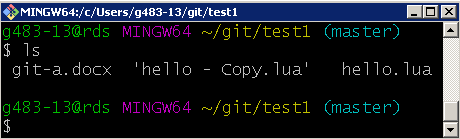 MINGW64:/c/Users/g483-13/git/test1
g483-13@rds MINGW64 ~/git/test1 (master)
$ ls
git-a.docx 'hello - Copy.lua' hello.lua
g483-13@rds MINGW64 ~/git/test1 (master)
$